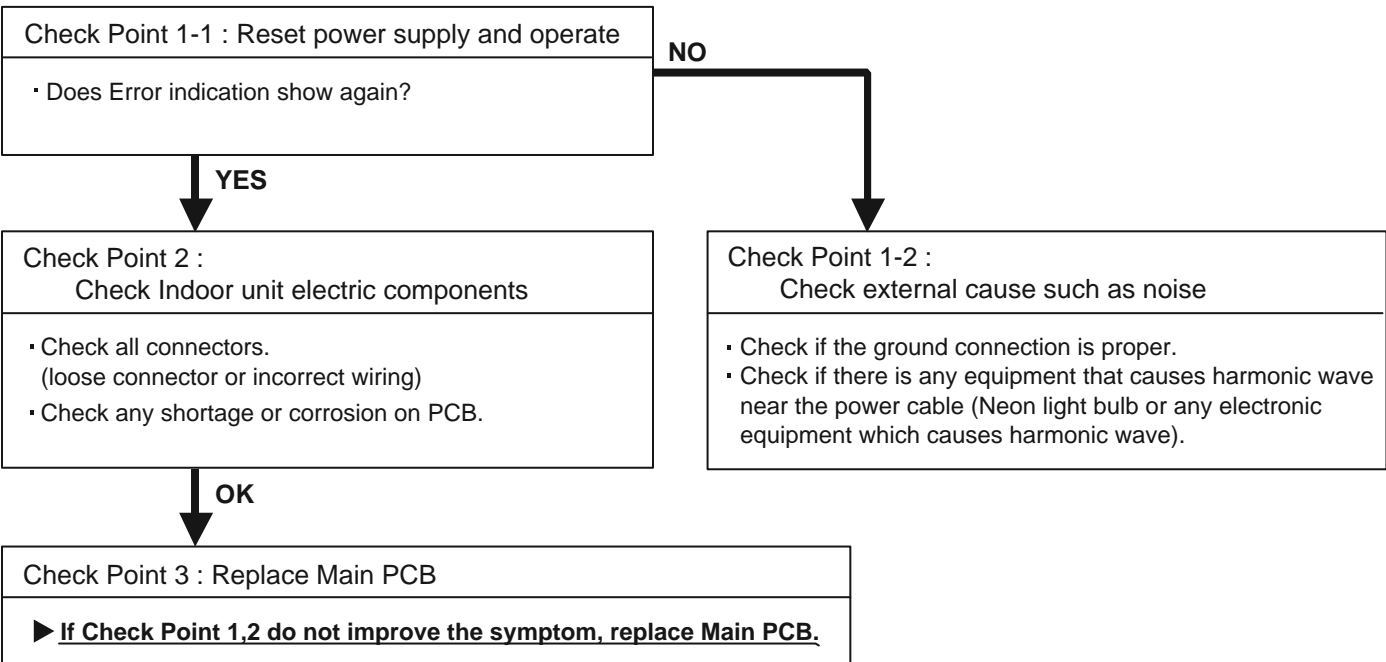 Check Point 1-1 : Reset power supply and operate
・Does Error indication show again?
NO
YES
Check Point 2 :
Check Indoor unit electric components
・Check all connectors.
(loose connector or incorrect wiring)
・Check any shortage or corrosion on PCB.
Check Point 1-2 :
Check external cause such as noise
・Check if the ground connection is proper.
・Check if there is any equipment that causes harmonic wave
near the power cable (Neon light bulb or any electronic
equipment which causes harmonic wave).
OK
Check Point 3 : Replace Main PCB
▶If Check Point 1,2 do not improve the symptom, replace Main PCB.